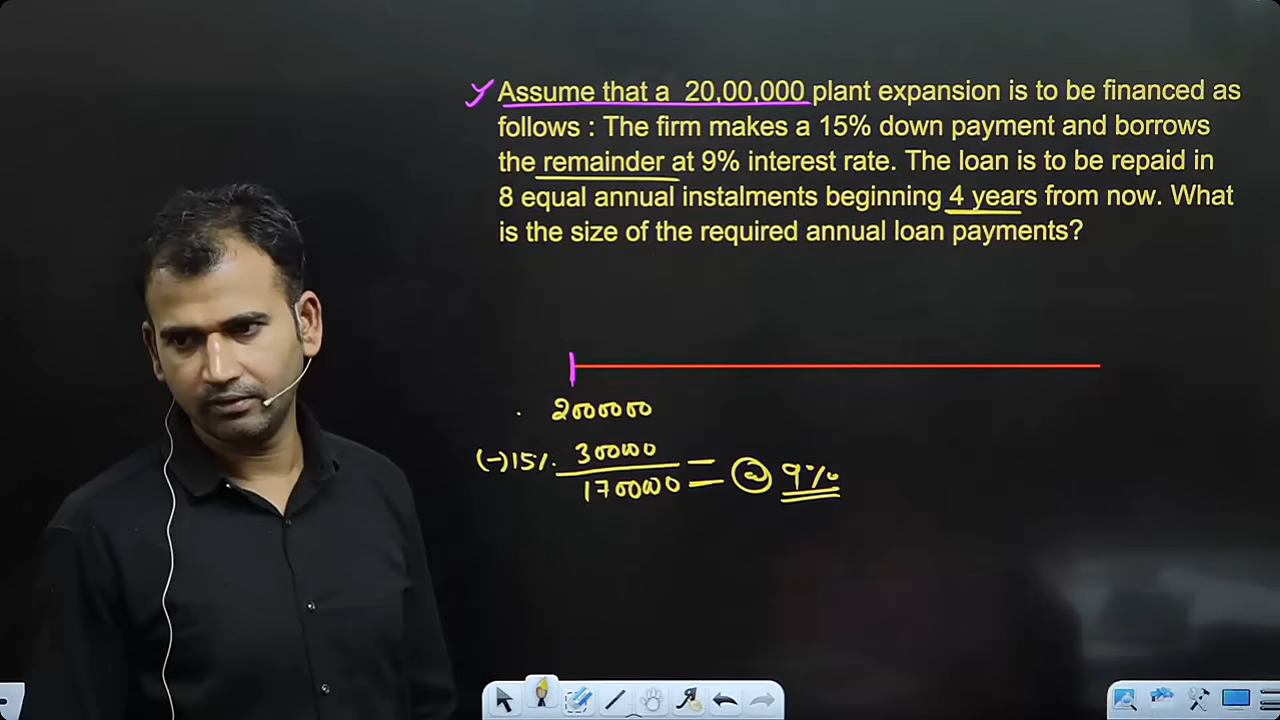 Assume that a 20,00,000 plant expansion is to be financed as
follows : The firm makes a 15% down payment and borrows
the remainder at 9% interest rate. The loan is to be repaid in
8 equal annual instalments beginning 4 years from now. What
is the size of the required annual loan payments?
2000000
(-) 15%. 300000
1700000 = @ 9%